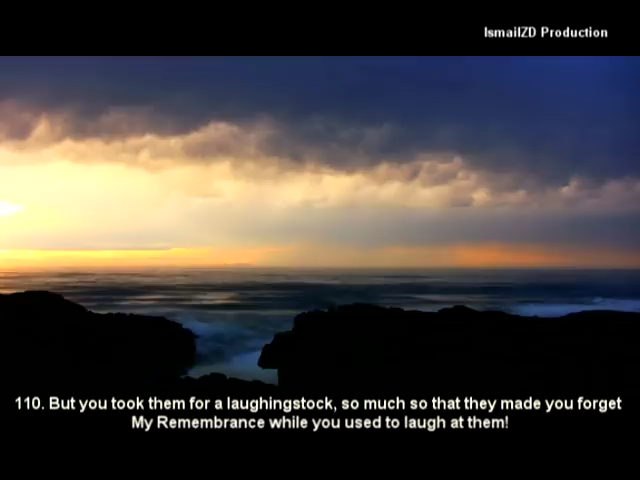 IsmailZD Production
110. But you took them for a laughingstock, so much so that they made you forget
My Remembrance while you used to laugh at them!